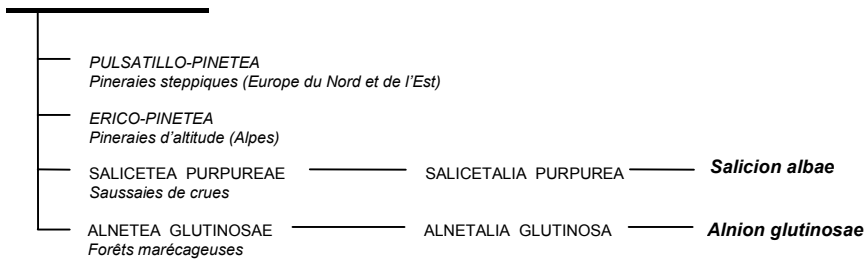 PULSATILLO-PINETEA
Pineraies steppiques (Europe du Nord et de l'Est)
ERICO-PINETEA
Pineraies d'altitude (Alpes)
SALICETEA PURPUREAE SALICETALIA PURPUREA Salicion albae
Saussaies de crues
ALNETEA GLUTINOSAE ALNETALIA GLUTINOSA Alnion glutinosae
Forêts marécageuses